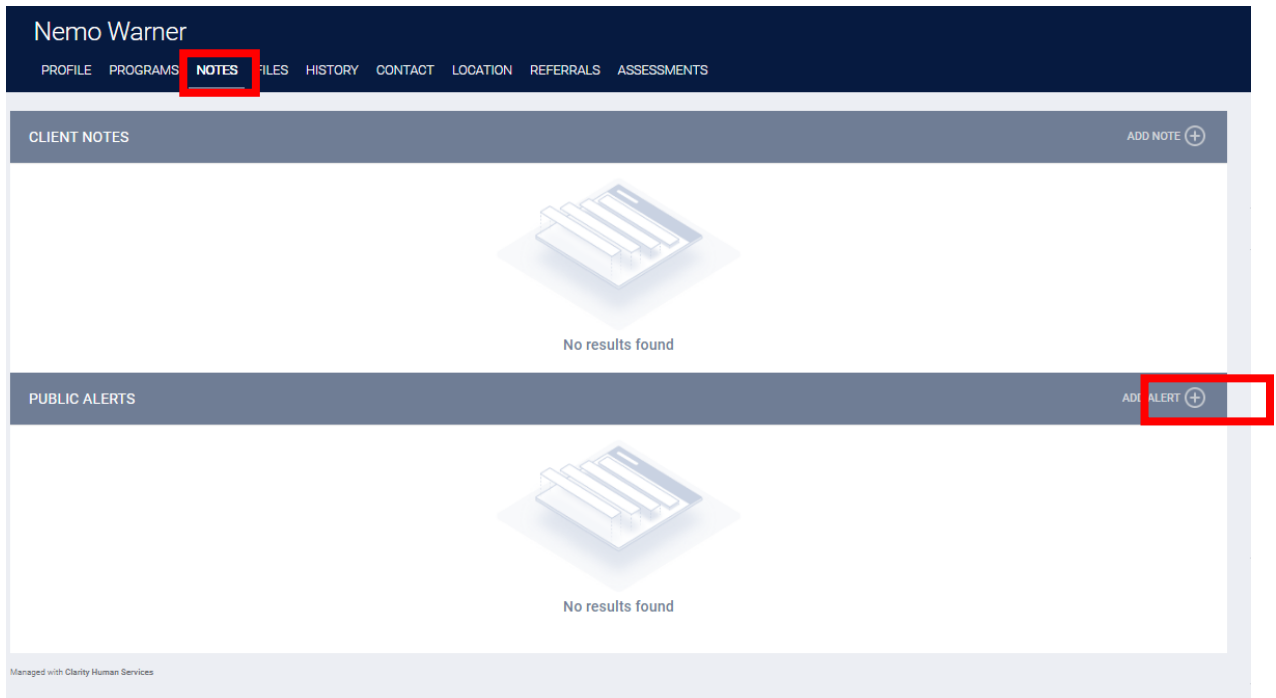 Nemo Warner
PROFILE PROGRAMS NOTES FILES HISTORY CONTACT LOCATION REFERRALS ASSESSMENTS
CLIENT NOTES ADD NOTE
No results found
PUBLIC ALERTS ADD ALERT
No results found
Managed with Clarity Human Services